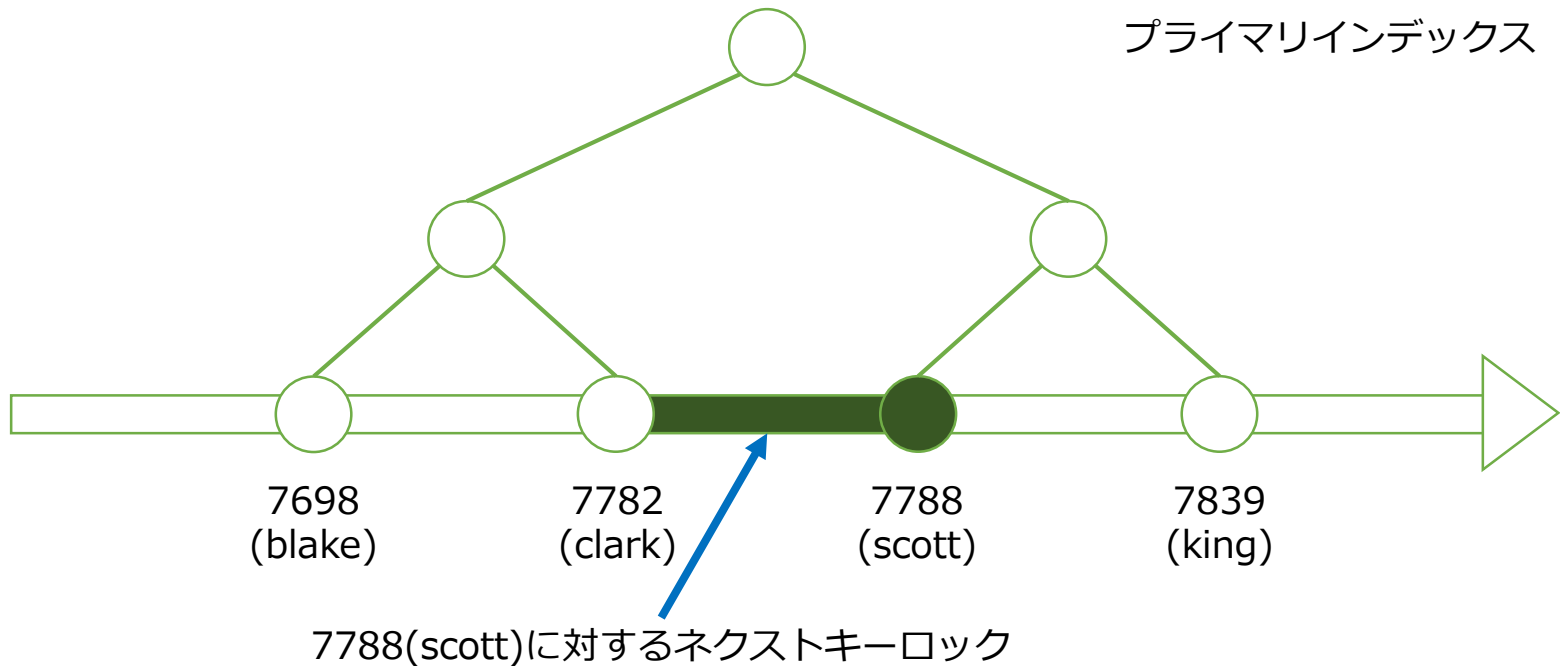 プライマリインデックス
7698
(blake)
7782
(clark)
7788
(scott)
7839
(king)
7788(scott)に対するネクストキーロック